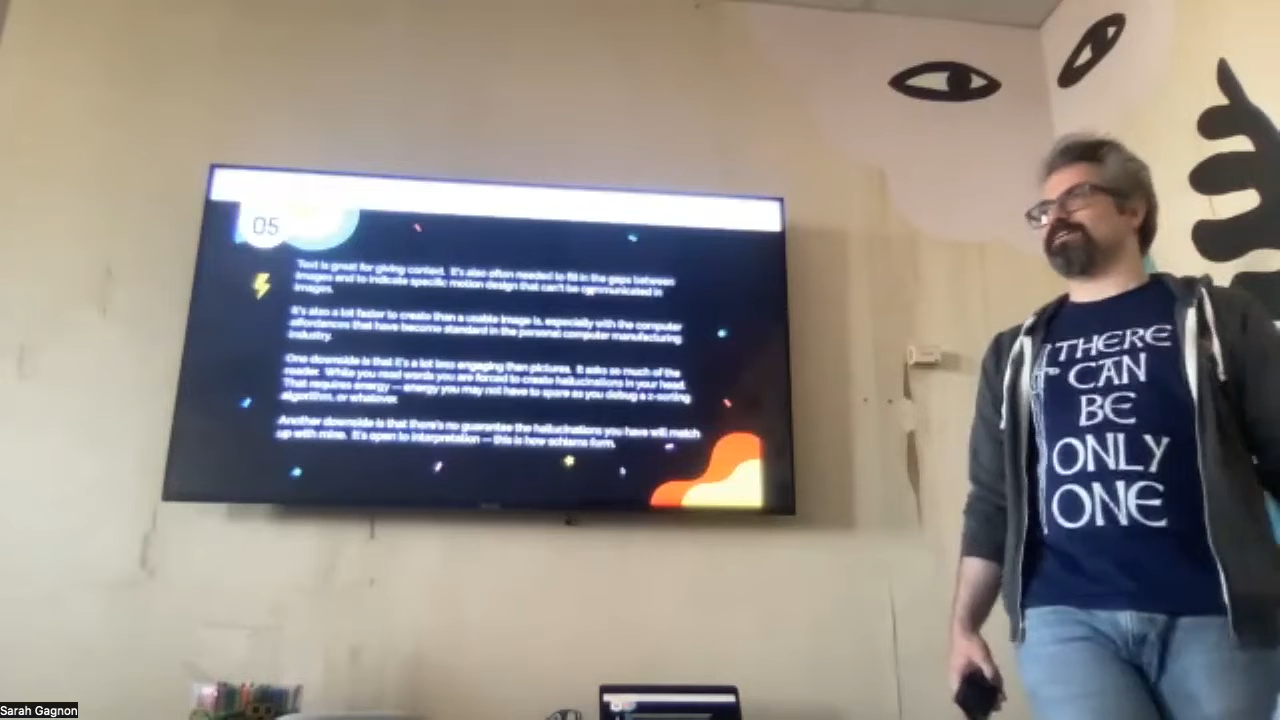 05
Text is great for giving context. It's also often needed to fill in the gaps between
images and to indicate specific motion design that can't be communicated in
images.
It's also a lot faster to create than a usable image is, especially with the computer
affordances that have become standard in the personal computer manufacturing
industry.
One downside is that it's a lot less engaging than pictures. It asks so much of the
reader. While you read words you are forced to create hallucinations in your head.
That requires energy — energy you may not have to spare as you debug a z-sorting
algorithm, or whatever.
Another downside is that there's no guarantee the hallucinations you have will match
up with mine. It's open to interpretation — this is how schisms form.
THERE
CAN
BE
ONLY
ONE
Sarah Gagnon